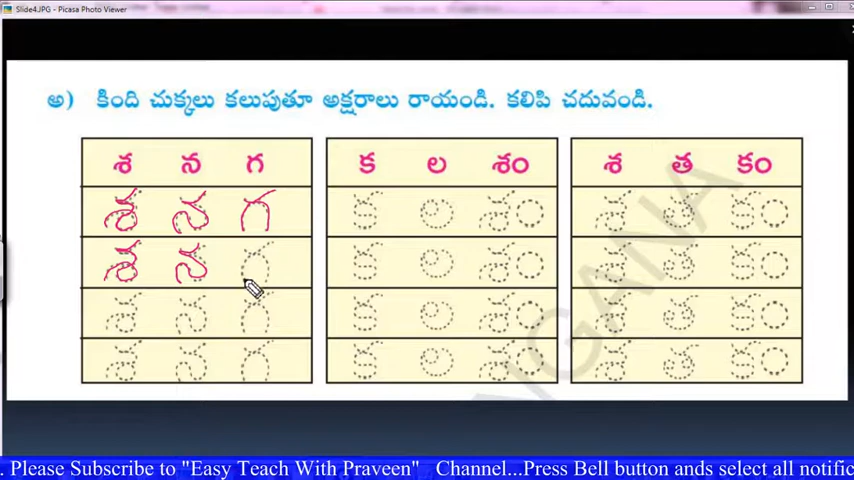 Slide4.JPG - Picasa Photo Viewer
అ) కింది చుక్కలు కలుపుతూ అక్షరాలు రాయండి. కలిపి చదువండి.
శ న గ క ల శం శ త కం
శ న గ క ల శం శ త కం
శ న గ క ల శం శ త కం
శ న గ క ల శం శ త కం
శ న గ క ల శం శ త కం
. Please Subscribe to "Easy Teach With Praveen" Channel...Press Bell button ands select all notific